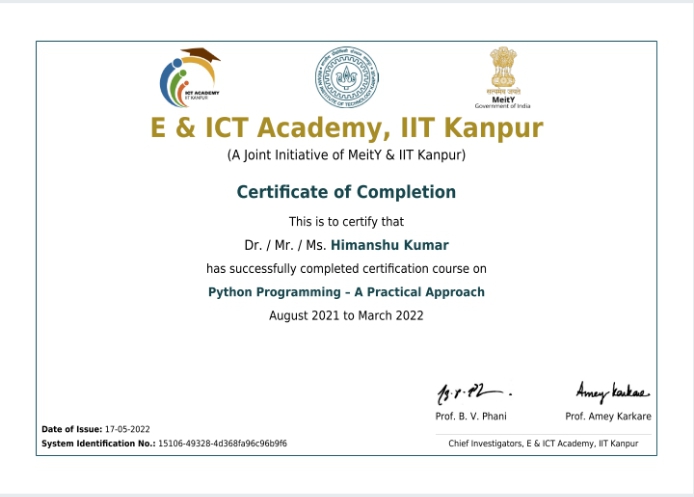 ICT ACADEMY
IIT KANPUR
सत्यमेव जयते
MeitY
Government of India
E & ICT Academy, IIT Kanpur
(A Joint Initiative of MeitY & IIT Kanpur)
Certificate of Completion
This is to certify that
Dr. / Mr. / Ms. Himanshu Kumar
has successfully completed certification course on
Python Programming – A Practical Approach
August 2021 to March 2022
Amey Karkare
Prof. B. V. Phani
Prof. Amey Karkare
Date of Issue: 17-05-2022
System Identification No.: 15106-49328-4d368fa96c96b9f6
Chief Investigators, E & ICT Academy, IIT Kanpur